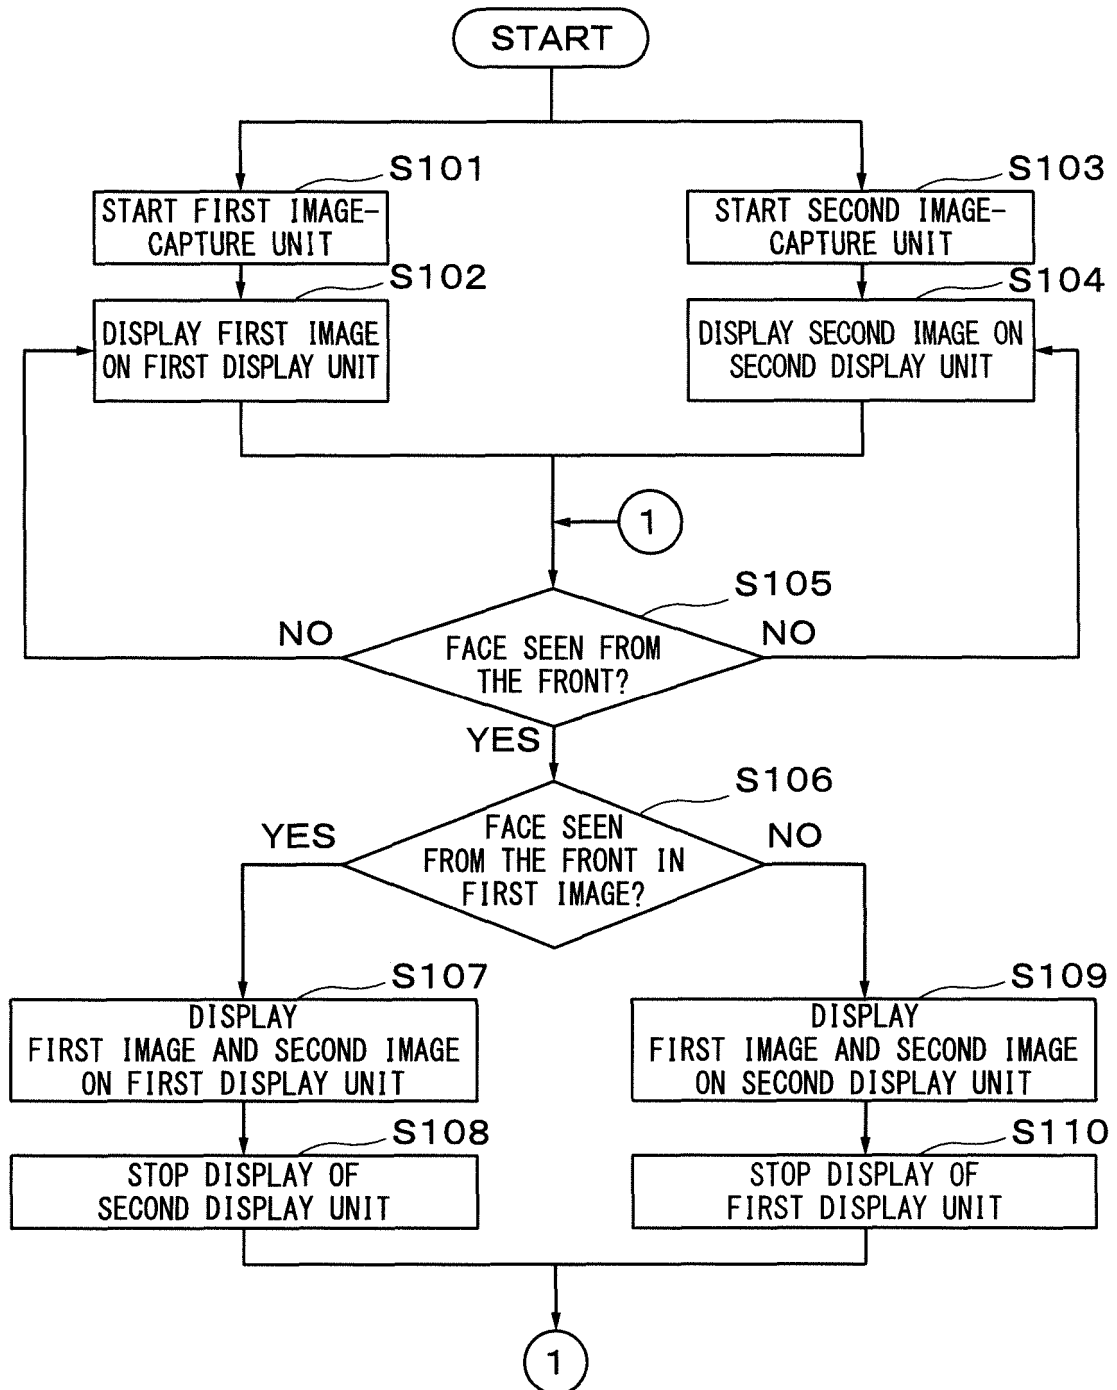 START
S101
START FIRST IMAGE-
CAPTURE UNIT
S103
START SECOND IMAGE-
CAPTURE UNIT
S102
DISPLAY FIRST IMAGE
ON FIRST DISPLAY UNIT
S104
DISPLAY SECOND IMAGE ON
SECOND DISPLAY UNIT
1
S105
NO
FACE SEEN FROM
THE FRONT?
NO
YES
S106
YES
FACE SEEN
FROM THE FRONT IN
FIRST IMAGE?
NO
S107
DISPLAY
FIRST IMAGE AND SECOND IMAGE
ON FIRST DISPLAY UNIT
S109
DISPLAY
FIRST IMAGE AND SECOND IMAGE
ON SECOND DISPLAY UNIT
S108
STOP DISPLAY OF
SECOND DISPLAY UNIT
S110
STOP DISPLAY OF
FIRST DISPLAY UNIT
1